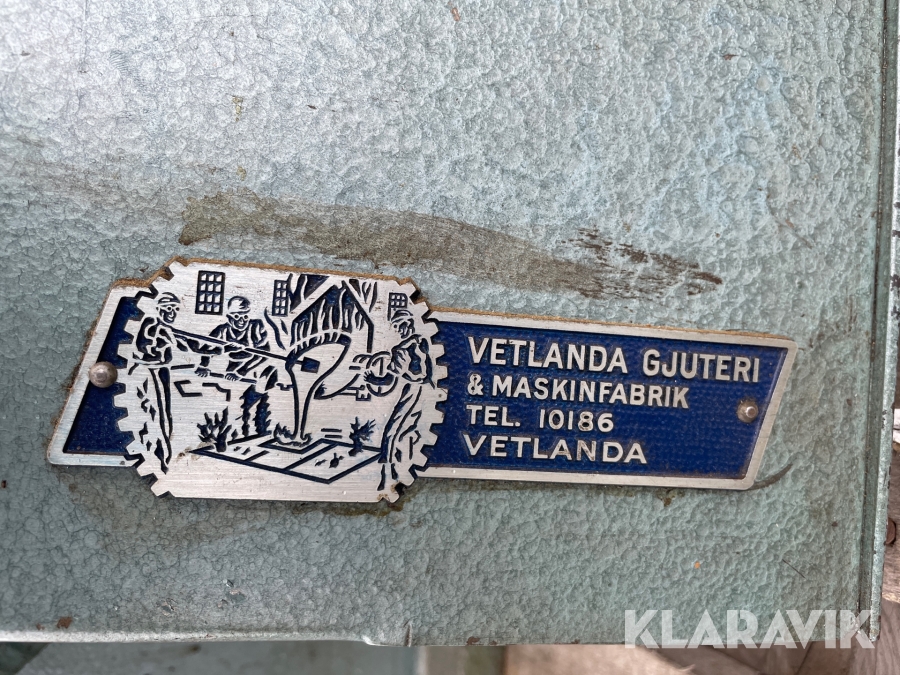 VETLANDA GJUTERI
& MASKINFABRIK
TEL. 10186
VETLANDA
KLARAVIK